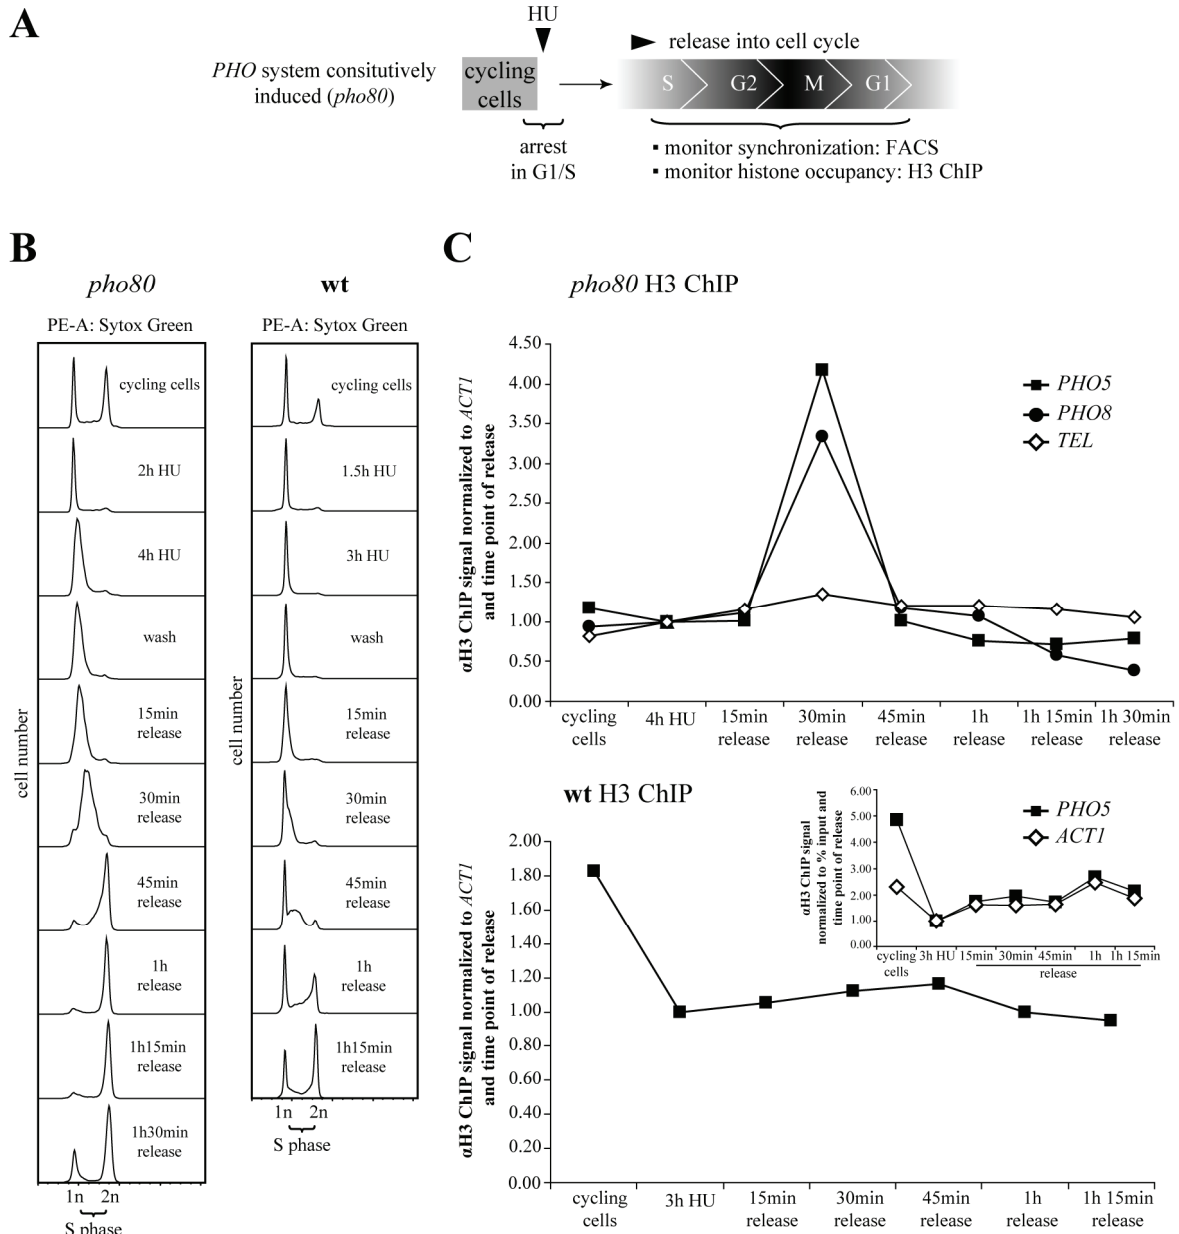 A
HU
PHO system consitutively
induced (pho80)
cycling
cells
release into cell cycle
S G2 M G1
arrest
in G1/S
▪ monitor synchronization: FACS
▪ monitor histone occupancy: H3 ChIP
B
pho80
PE-A: Sytox Green
cycling cells
2h HU
4h HU
wash
15min
release
30min
release
45min
release
1h
release
1h15min
release
1h30min
release
cell number
1n 2n
S phase
wt
PE-A: Sytox Green
cycling cells
1.5h HU
3h HU
wash
15min
release
30min
release
45min
release
1h
release
1h15min
release
cell number
1n 2n
S phase
C
pho80 H3 ChIP
αH3 ChIP signal normalized to ACT1
and time point of release
4.50
4.00
3.50
3.00
2.50
2.00
1.50
1.00
0.50
0.00
PHO5
PHO8
TEL
cycling
cells
4h HU
15min
release
30min
release
45min
release
1h
release
1h 15min
release
1h 30min
release
wt H3 ChIP
αH3 ChIP signal normalized to ACT1
and time point of release
2.00
1.80
1.60
1.40
1.20
1.00
0.80
0.60
0.40
0.20
0.00
cycling
cells
3h HU
15min
release
30min
release
45min
release
1h
release
1h 15min
release
αH3 ChIP signal
normalized to % input and
time point of release
6.00
5.00
4.00
3.00
2.00
1.00
0.00
PHO5
ACT1
cycling
cells
3h HU
15min
30min
45min
1h
1h 15min
release